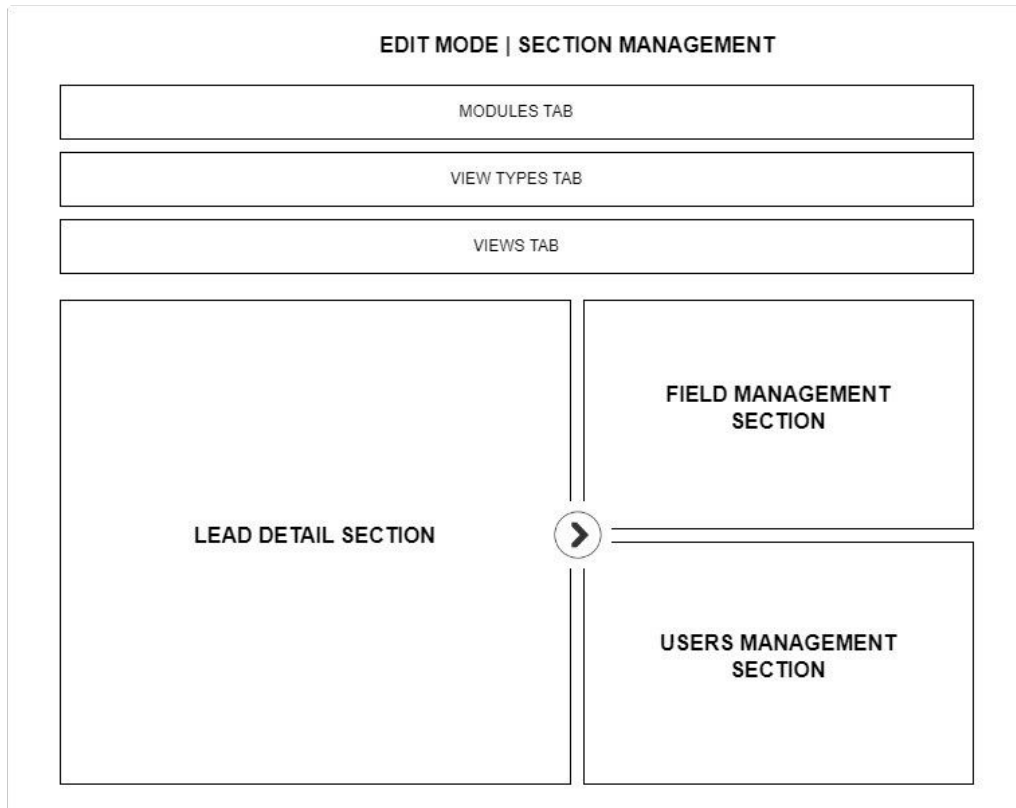 EDIT MODE | SECTION MANAGEMENT
MODULES TAB
VIEW TYPES TAB
VIEWS TAB
LEAD DETAIL SECTION
FIELD MANAGEMENT
SECTION
USERS MANAGEMENT
SECTION